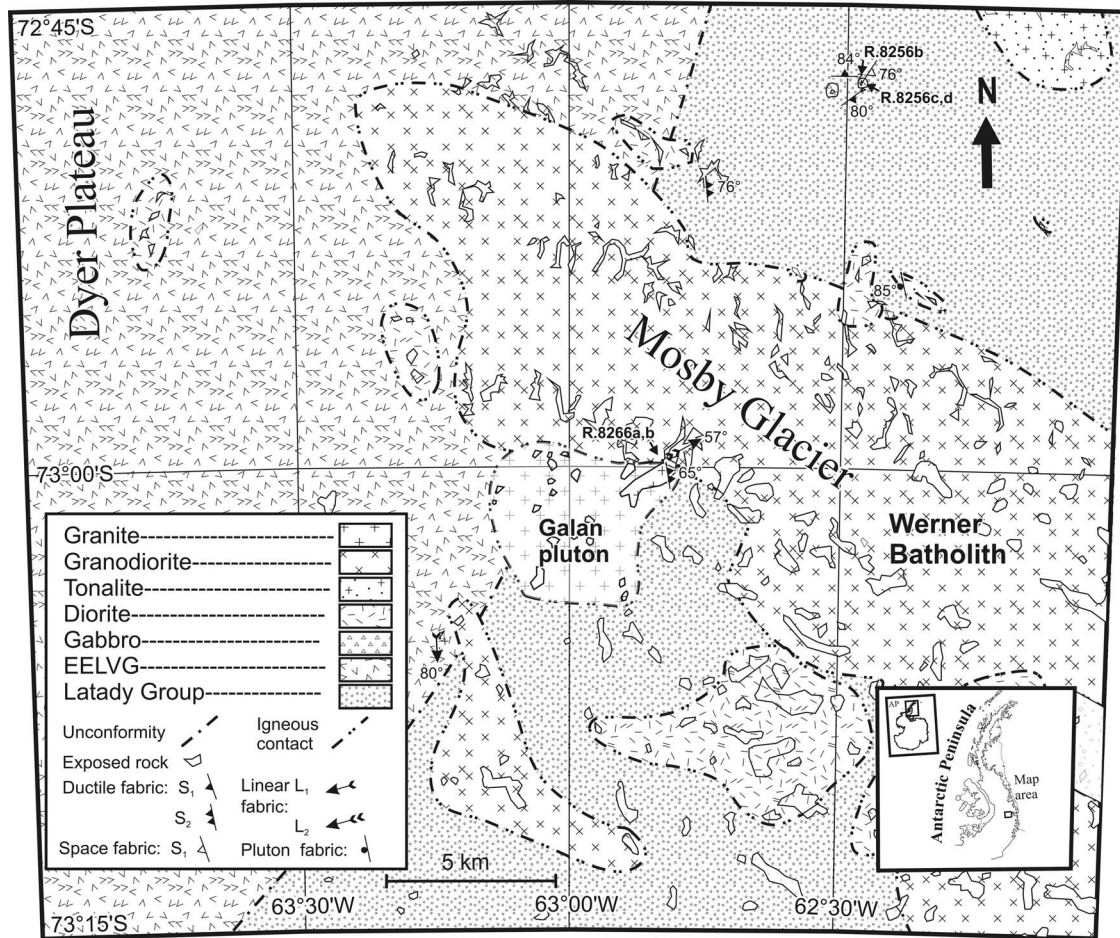 72°45'S
Dyer Plateau
84°
R.8256b
76°
R.8256c,d
80°
N
76°
85°
Mosby Glacier
R.8266a,b
57°
65°
73°00'S
Galan
pluton
Werner
Batholith
80°
Granite
Granodiorite
Tonalite
Diorite
Gabbro
EELVG
Latady Group
Unconformity
Igneous
contact
Exposed rock
Ductile fabric: S1
Linear L1
fabric:
S2
L2
Space fabric: S1
Pluton fabric:
5 km
AP
Antarctic Peninsula
Map
area
73°15'S
63°30'W
63°00'W
62°30'W